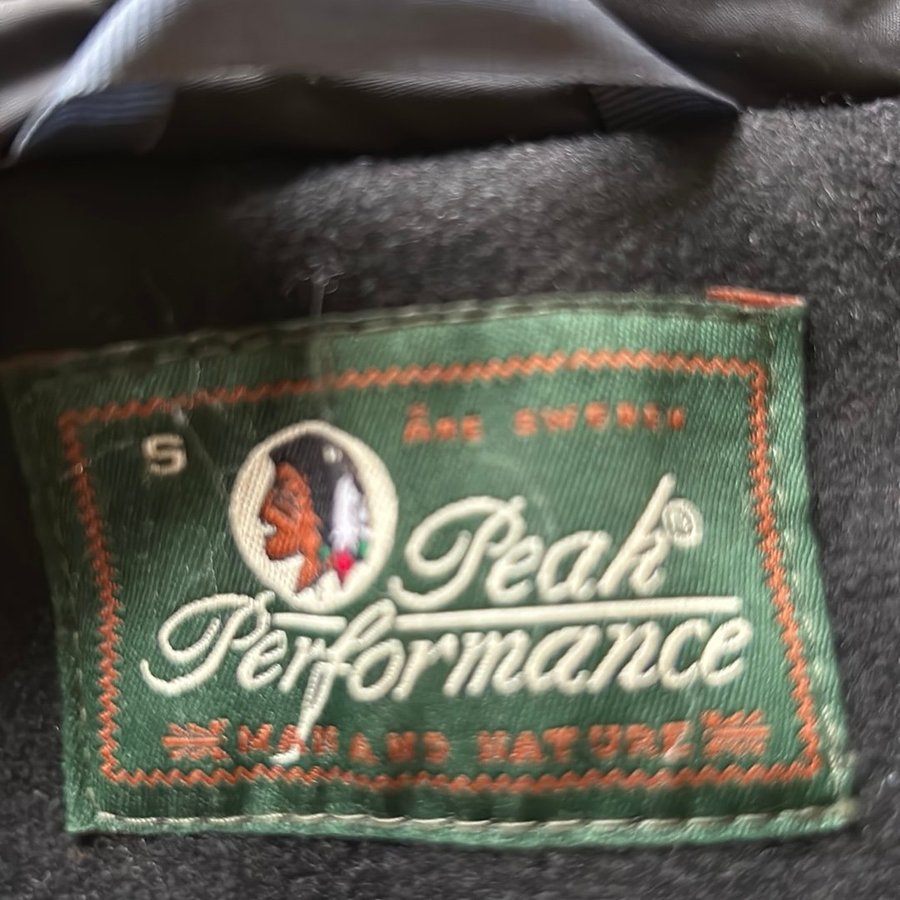 Åre Sweden
S
Peak®
Performance
MAN AND NATURE